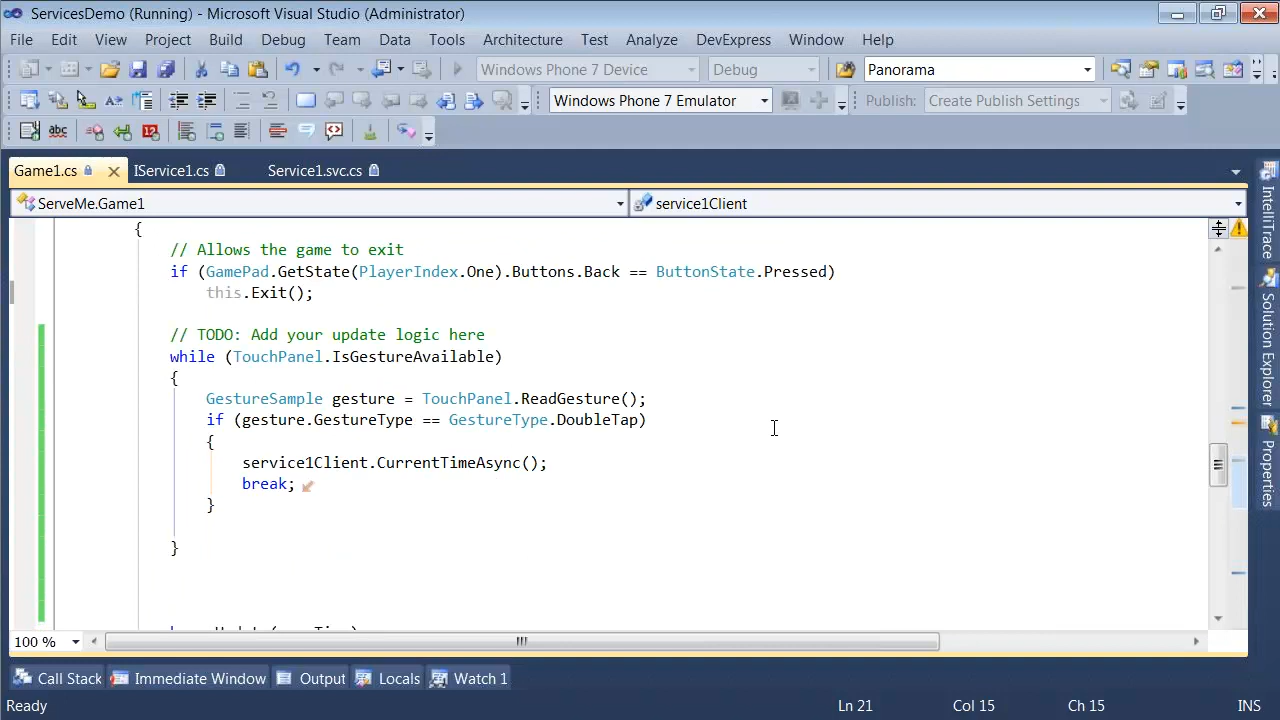 ServicesDemo (Running) - Microsoft Visual Studio (Administrator)
File Edit View Project Build Debug Team Data Tools Architecture Test Analyze DevExpress Window Help
Windows Phone 7 Device Debug Panorama
Windows Phone 7 Emulator Publish: Create Publish Settings
abc 12
Game1.cs IService1.cs Service1.svc.cs
ServeMe.Game1 service1Client
{
// Allows the game to exit
if (GamePad.GetState(PlayerIndex.One).Buttons.Back == ButtonState.Pressed)
this.Exit();
// TODO: Add your update logic here
while (TouchPanel.IsGestureAvailable)
{
GestureSample gesture = TouchPanel.ReadGesture();
if (gesture.GestureType == GestureType.DoubleTap)
{
service1Client.CurrentTimeAsync();
break;
}
}
100 %
IntelliTrace
Solution Explorer
Properties
Call Stack Immediate Window Output Locals Watch 1
Ready Ln 21 Col 15 Ch 15 INS